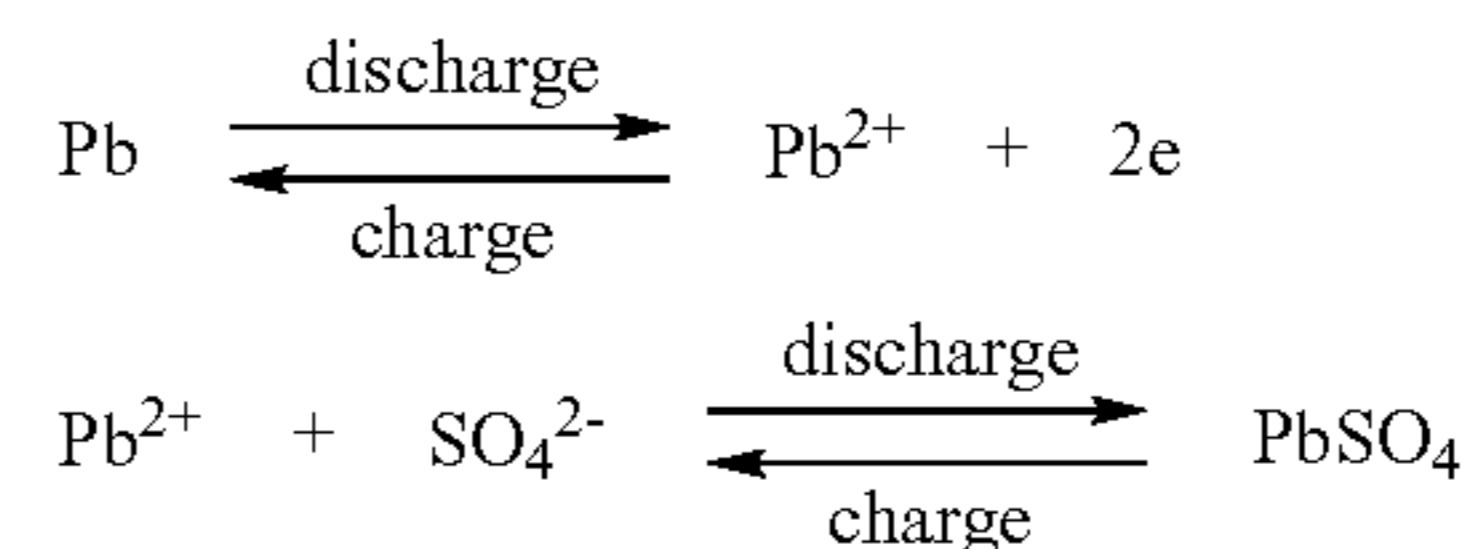 discharge
Pb ⇌ Pb²⁺ + 2e
charge
discharge
Pb²⁺ + SO₄²⁻ ⇌ PbSO₄
charge